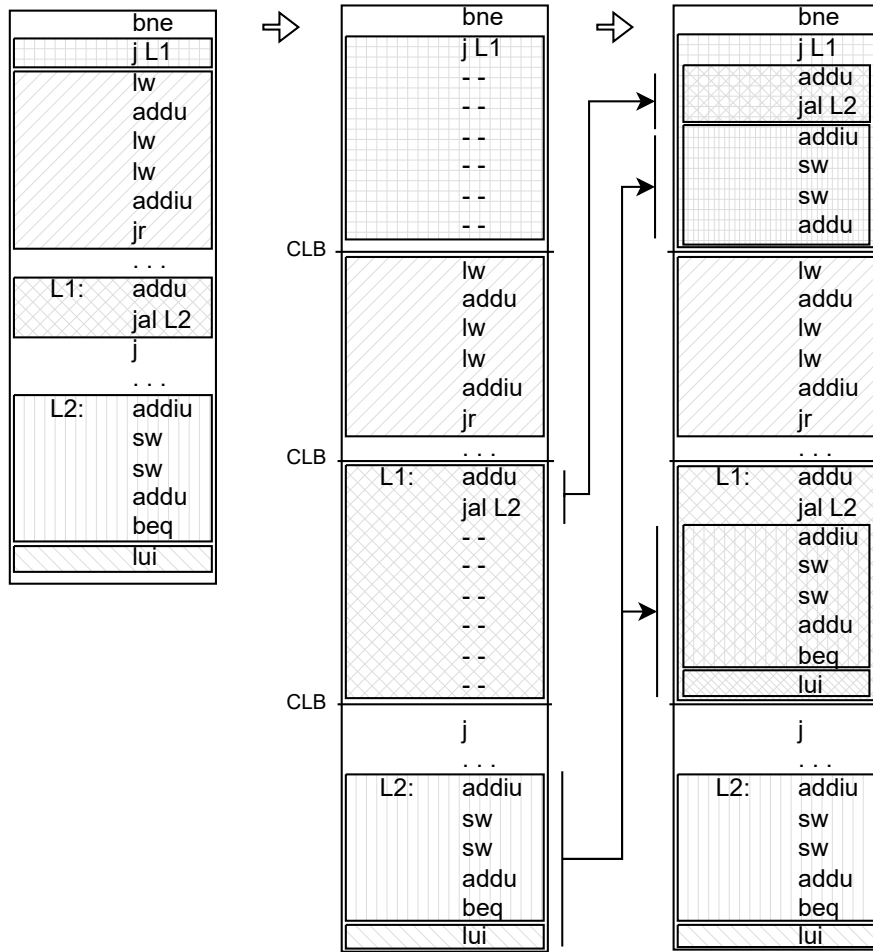 bne
j L1
lw
addu
lw
lw
addiu
jr
. . .
L1: addu
jal L2
j
. . .
L2: addiu
sw
sw
addu
beq
lui
bne
j L1
- -
- -
- -
- -
- -
- -
CLB
lw
addu
lw
lw
addiu
jr
. . .
CLB
L1: addu
jal L2
- -
- -
- -
- -
- -
- -
CLB
j
. . .
L2: addiu
sw
sw
addu
beq
lui
bne
j L1
addu
jal L2
addiu
sw
sw
addu
lw
addu
lw
lw
addiu
jr
. . .
L1: addu
jal L2
addiu
sw
sw
addu
beq
lui
j
. . .
L2: addiu
sw
sw
addu
beq
lui